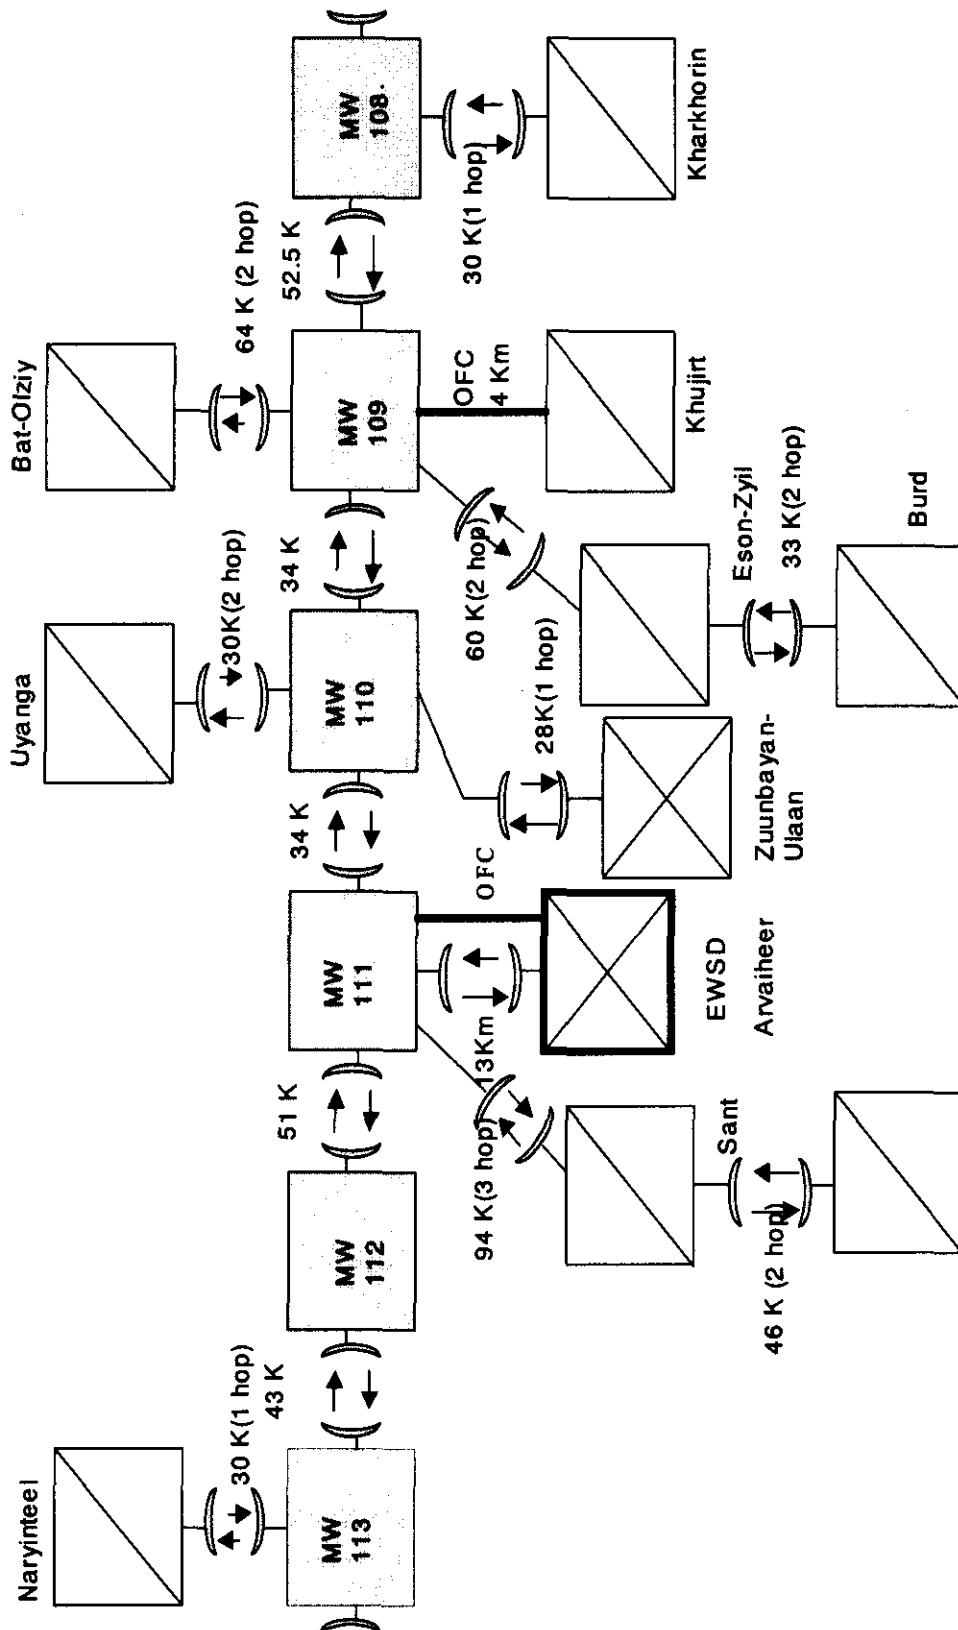 Naryinteel
30 K(1 hop)
43 K
MW
113
MW
112
51 K
94 K(3 hop)
Sant
46 K (2 hop)
MW
111
13Km
OFC
EWSD
Arvaiheer
34 K
Uyanga
30K(2 hop)
MW
110
28K(1 hop)
Zuunbayan-
Ulaan
34 K
Bat-Olziy
64 K (2 hop)
MW
109
60 K(2 hop)
OFC
4 Km
Khujirt
Eson-Zyil
33 K(2 hop)
Burd
52.5 K
MW
108.
30 K(1 hop)
Kharkhorin